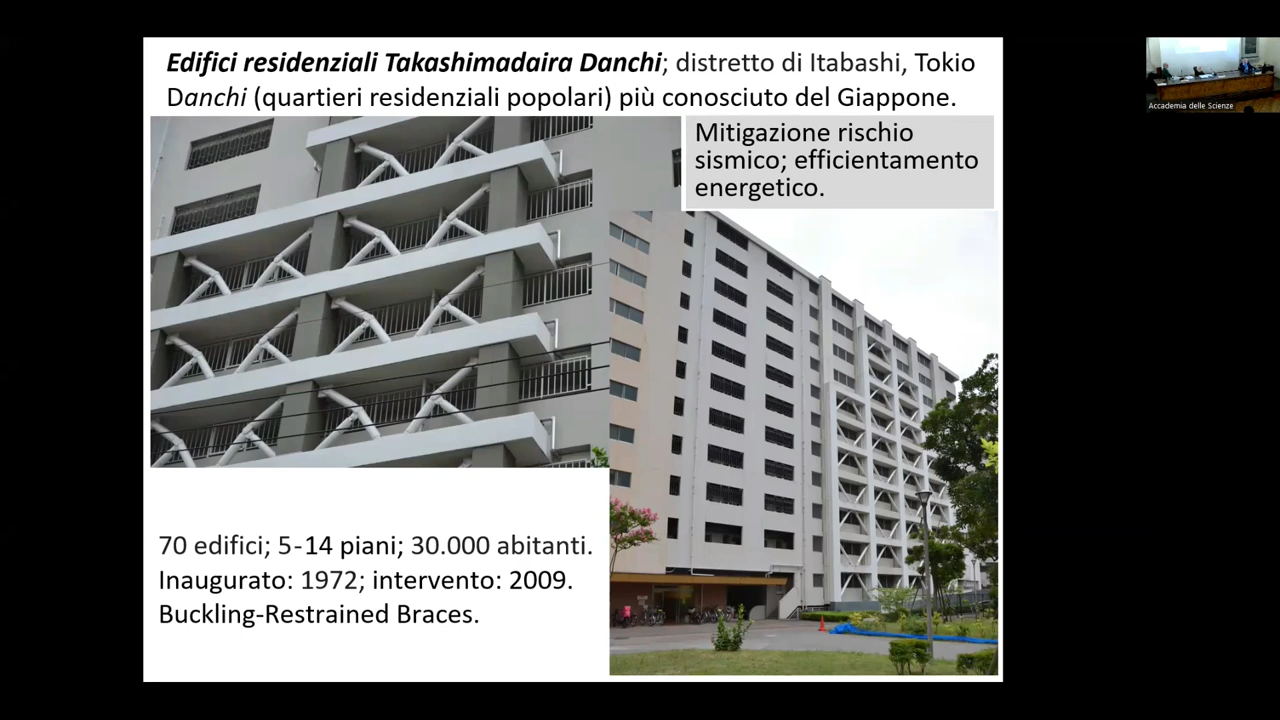 Edifici residenziali Takashimadaira Danchi; distretto di Itabashi, Tokio
Danchi (quartieri residenziali popolari) più conosciuto del Giappone.
Mitigazione rischio
sismico; efficientamento
energetico.
70 edifici; 5-14 piani; 30.000 abitanti.
Inaugurato: 1972; intervento: 2009.
Buckling-Restrained Braces.
Accademia delle Scienze